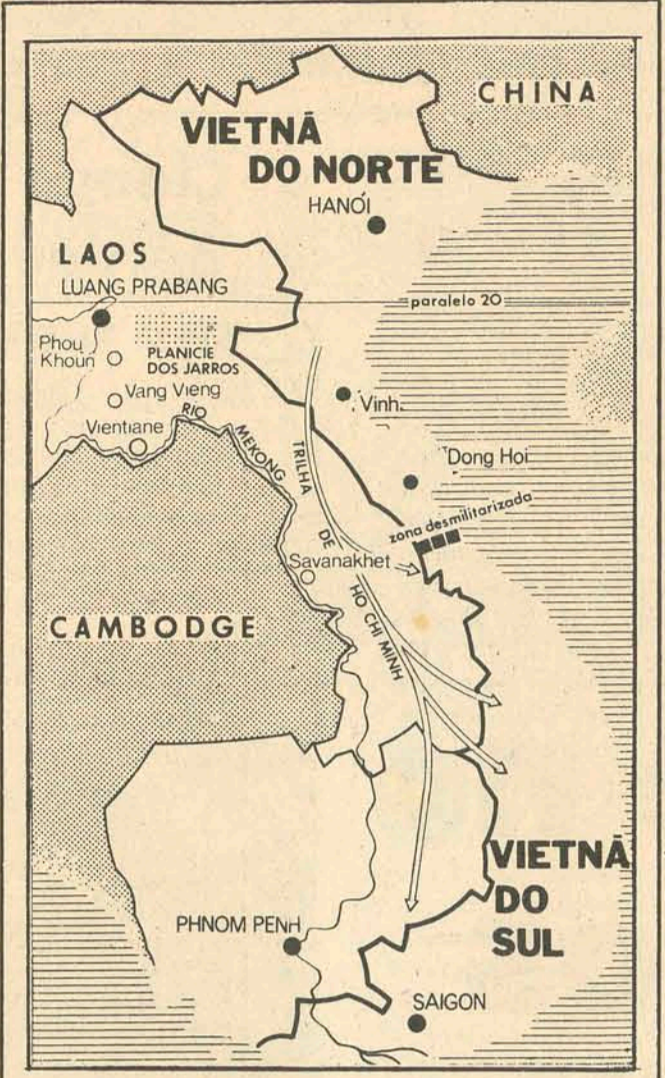 CHINA
VIETNÃ
DO NORTE
HANÓI
LAOS
LUANG PRABANG
paralelo 20
Phou
Khoun
PLANICIE
DOS JARROS
Vang Vieng
Vinh
RIO
Vientiane
MEKONG
TRILHA
Dong Hoi
zona desmilitarizada
DE
Savanakhet
HO CHI MINH
CAMBODGE
VIETNÃ
DO
SUL
PHNOM PENH
SAIGON